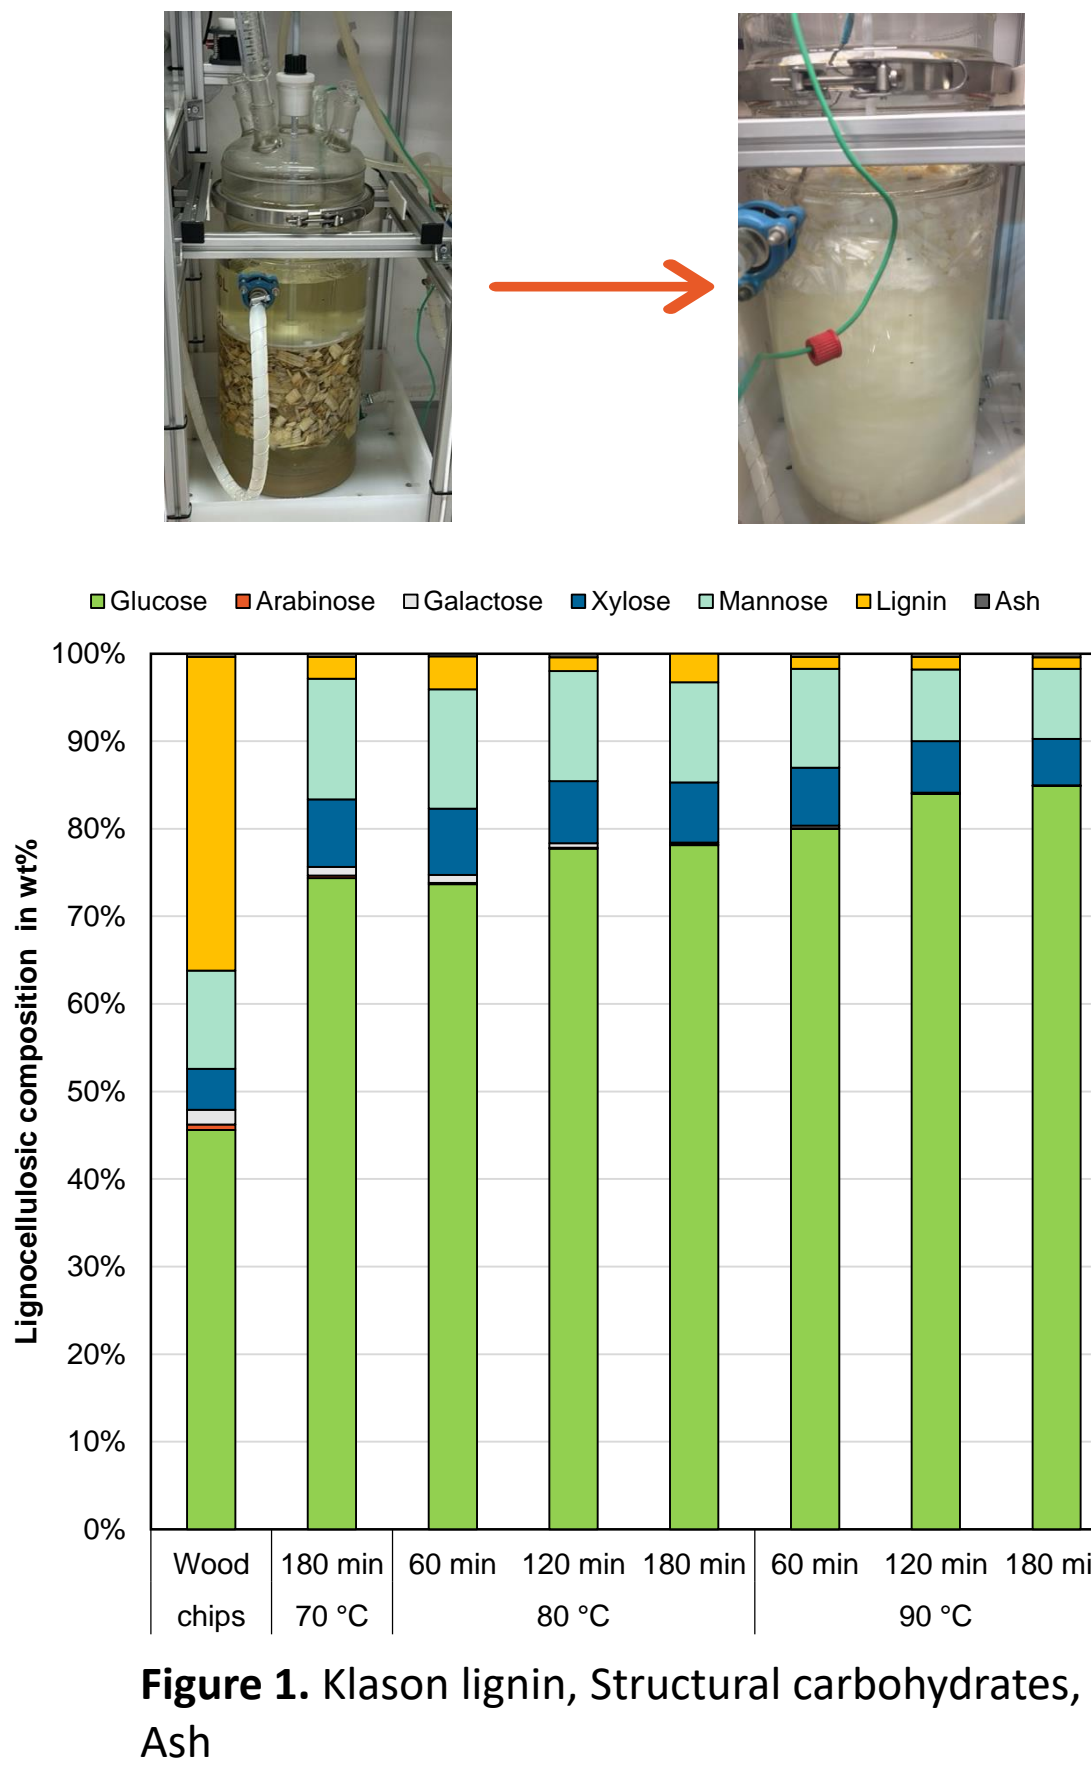 Glucose Arabinose Galactose Xylose Mannose Lignin Ash
100%
90%
80%
70%
60%
50%
40%
30%
20%
10%
0%
Lignocellulosic composition in wt%
Wood chips
180 min
60 min
120 min
180 min
60 min
120 min
180 mi
70 °C
80 °C
90 °C
Figure 1. Klason lignin, Structural carbohydrates,
Ash